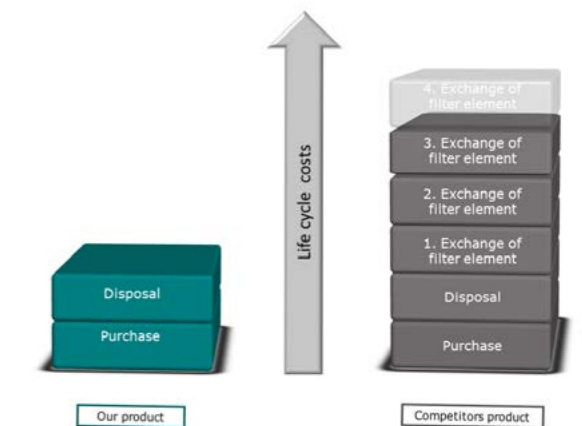 Disposal
Purchase
Our product
Life cycle costs
4. Exchange of
filter element
3. Exchange of
filter element
2. Exchange of
filter element
1. Exchange of
filter element
Disposal
Purchase
Competitors product